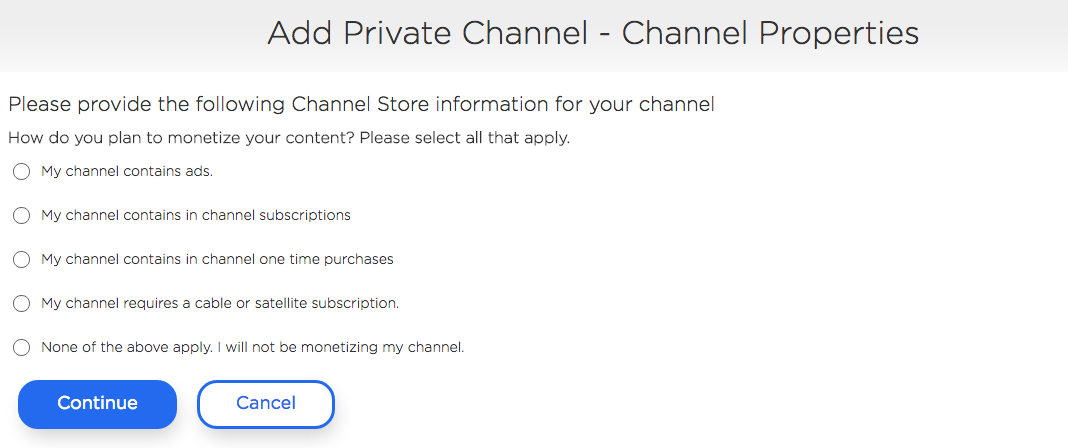 Add Private Channel - Channel Properties
Please provide the following Channel Store information for your channel
How do you plan to monetize your content? Please select all that apply.
My channel contains ads.
My channel contains in channel subscriptions
My channel contains in channel one time purchases
My channel requires a cable or satellite subscription.
None of the above apply. I will not be monetizing my channel.
Continue Cancel